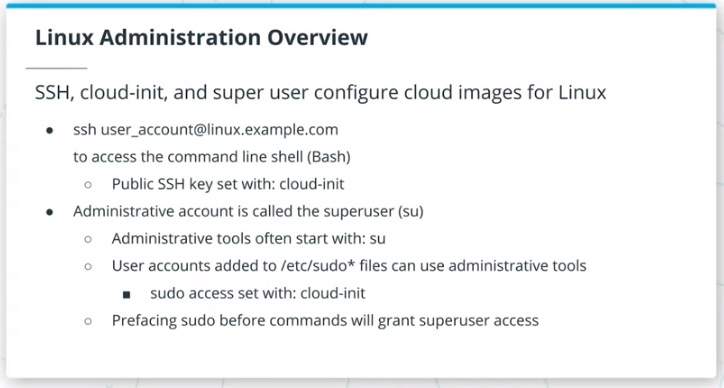 Linux Administration Overview
SSH, cloud-init, and super user configure cloud images for Linux
● ssh user_account@linux.example.com
to access the command line shell (Bash)
○ Public SSH key set with: cloud-init
● Administrative account is called the superuser (su)
○ Administrative tools often start with: su
○ User accounts added to /etc/sudo* files can use administrative tools
■ sudo access set with: cloud-init
○ Prefacing sudo before commands will grant superuser access